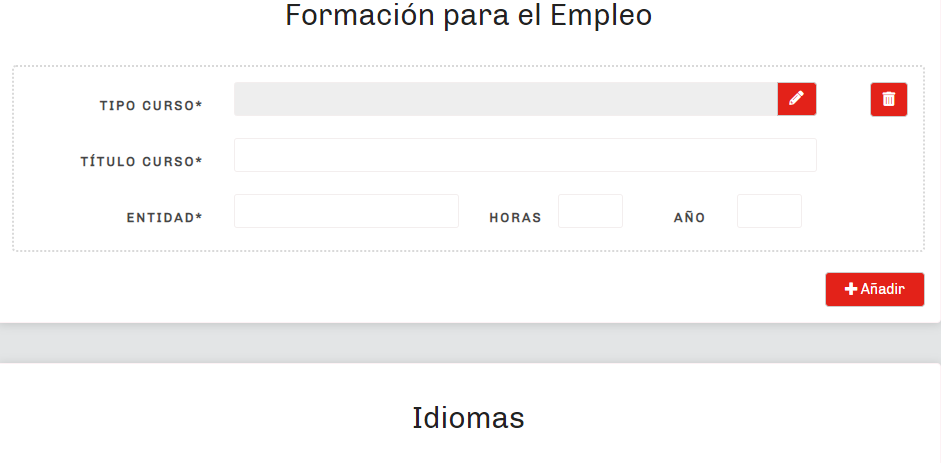 Formación para el Empleo
TIPO CURSO*
TÍTULO CURSO*
ENTIDAD* HORAS AÑO
Añadir
Idiomas